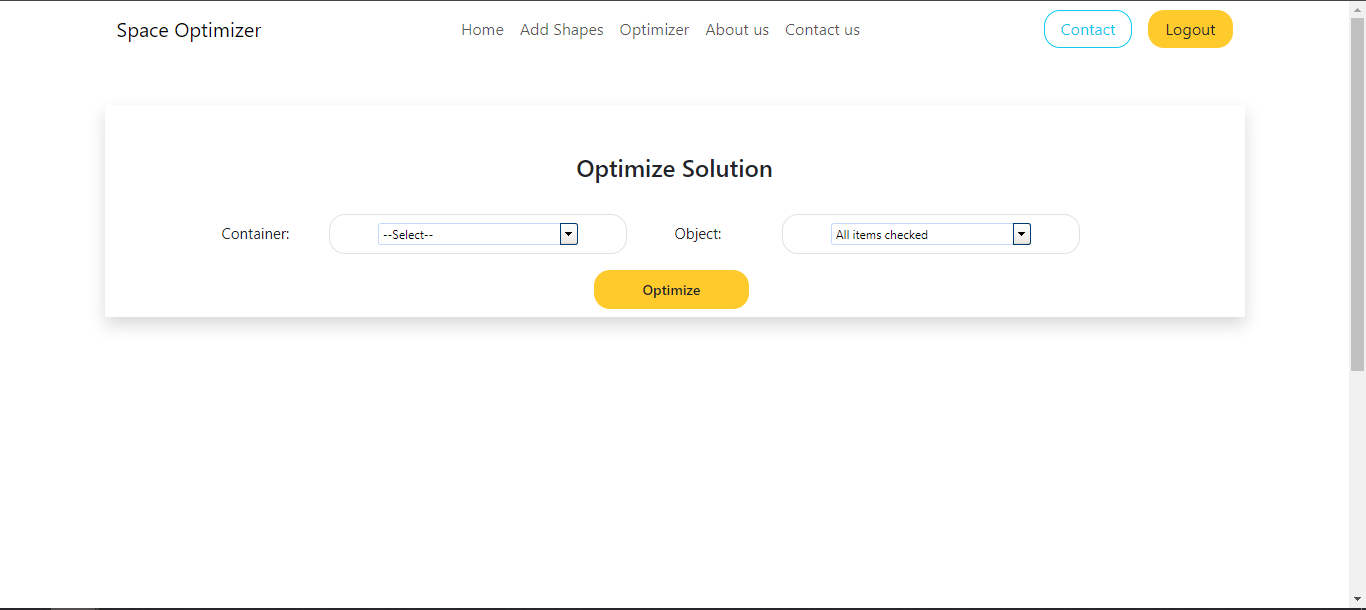 Space Optimizer Home Add Shapes Optimizer About us Contact us Contact Logout
Optimize Solution
Container: --Select-- Object: All items checked
Optimize